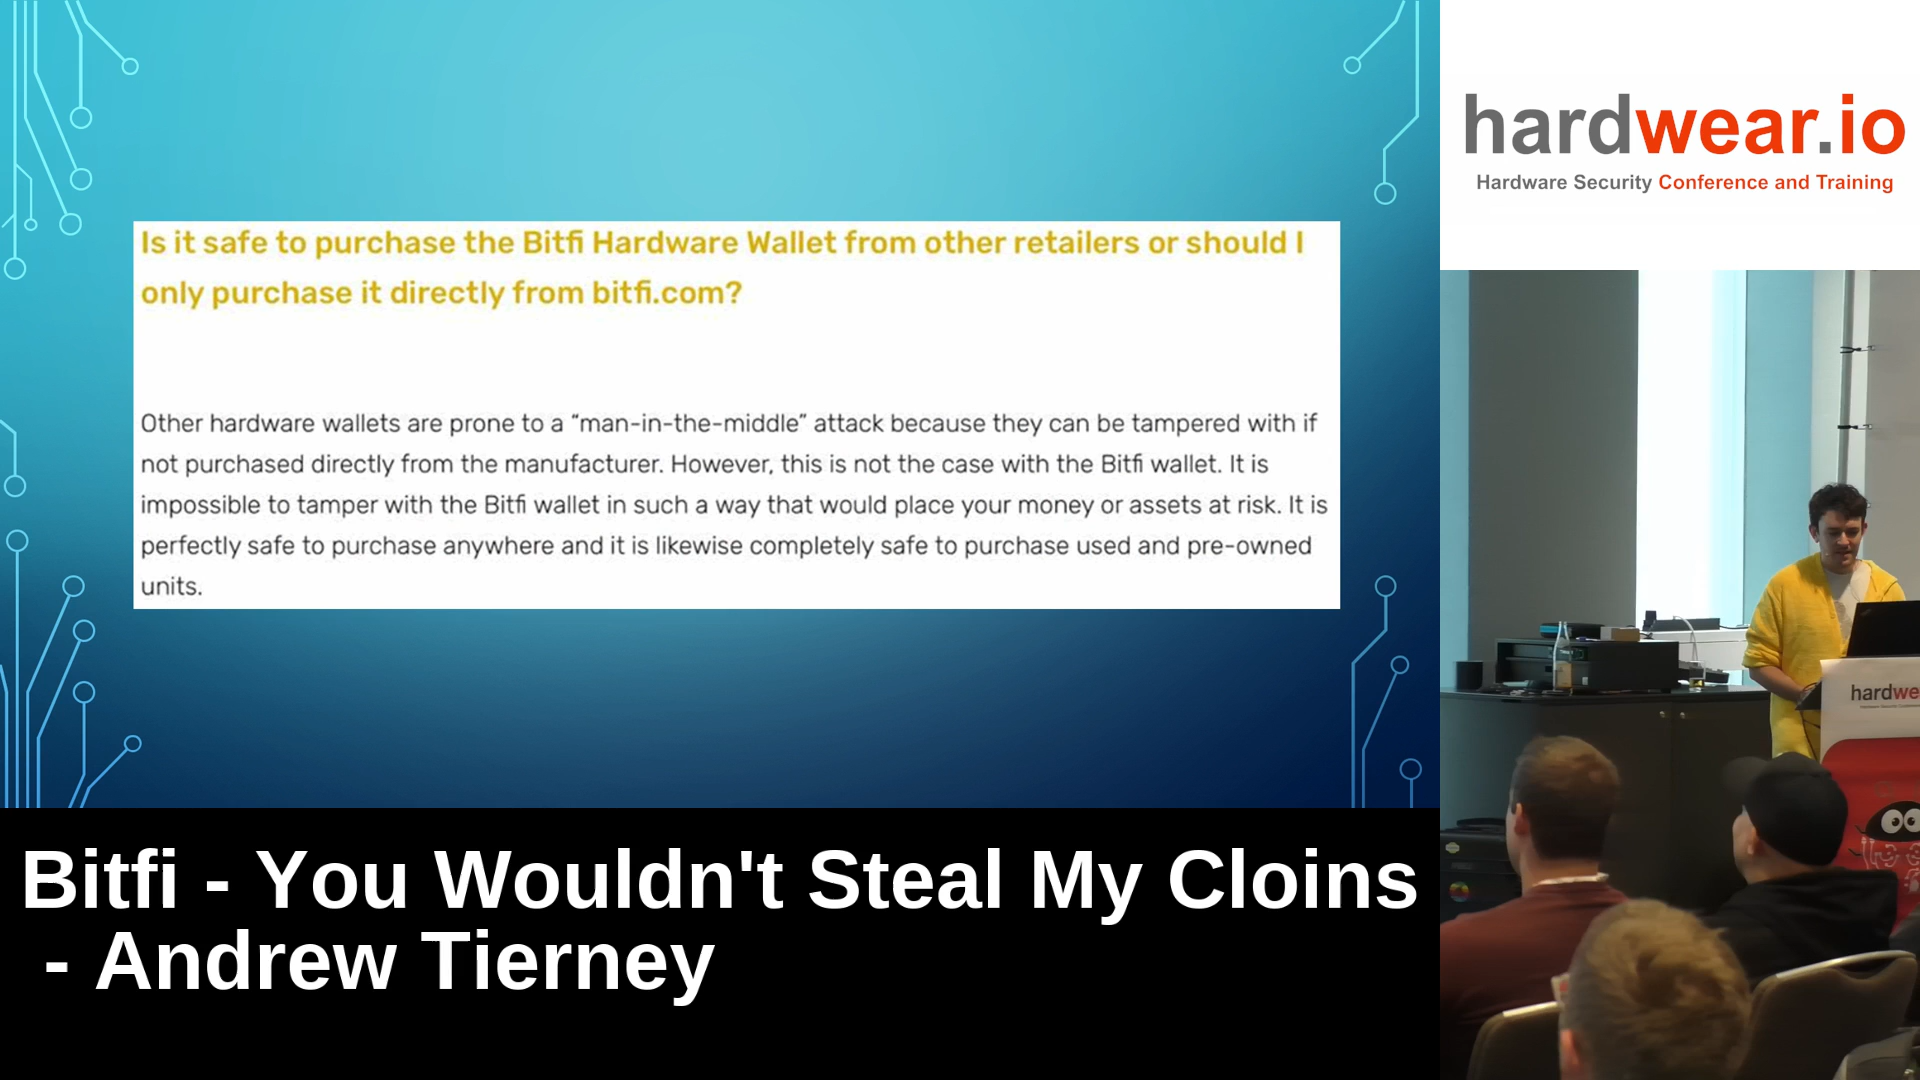 hardwear.io
Hardware Security Conference and Training
Is it safe to purchase the Bitfi Hardware Wallet from other retailers or should I
only purchase it directly from bitfi.com?
Other hardware wallets are prone to a “man-in-the-middle” attack because they can be tampered with if
not purchased directly from the manufacturer. However, this is not the case with the Bitfi wallet. It is
impossible to tamper with the Bitfi wallet in such a way that would place your money or assets at risk. It is
perfectly safe to purchase anywhere and it is likewise completely safe to purchase used and pre-owned
units.
hardwe
Bitfi - You Wouldn't Steal My Cloins
- Andrew Tierney